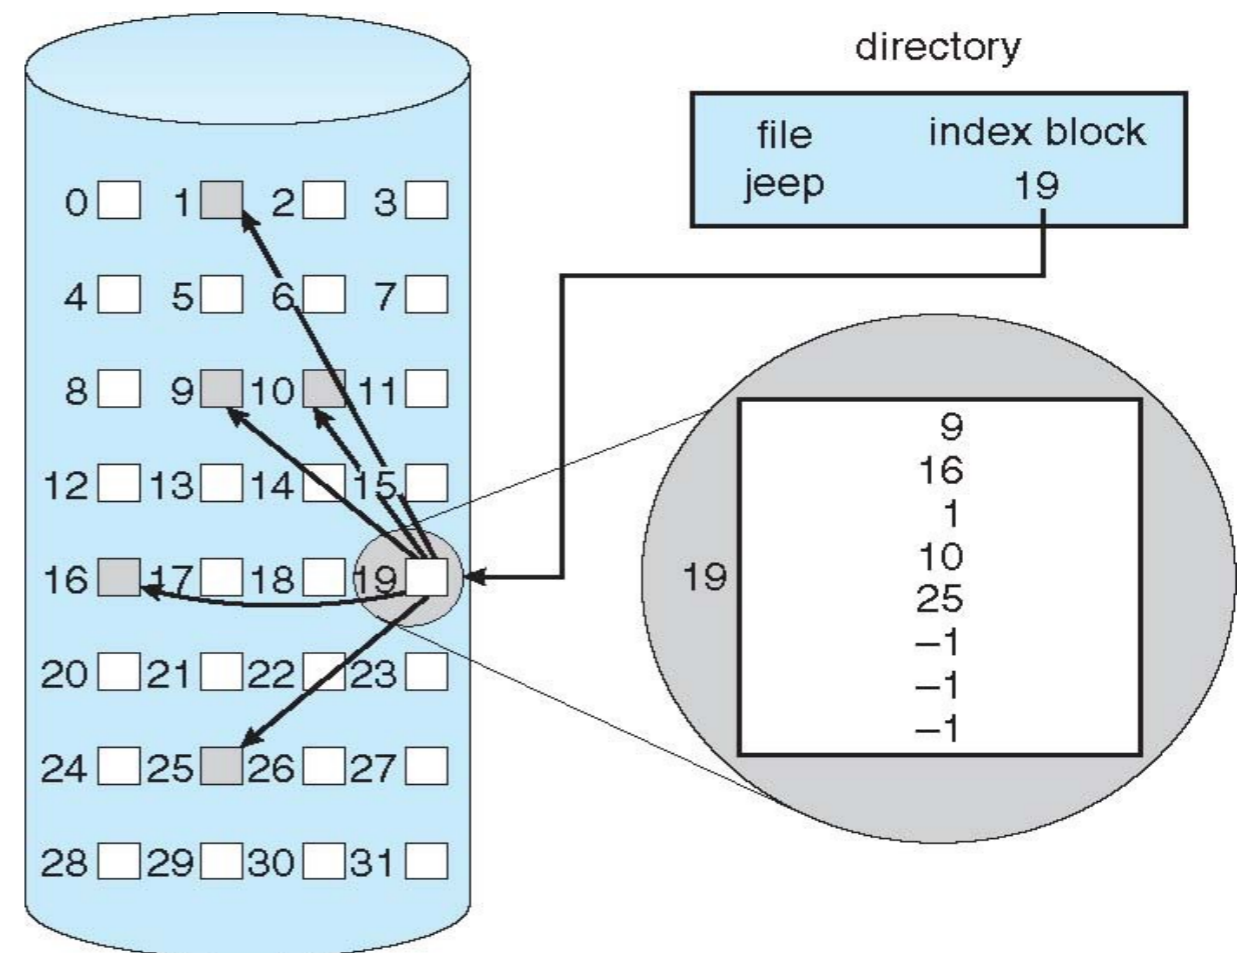 directory
file index block
jeep 19
0 1 2 3
4 5 6 7
8 9 10 11
12 13 14 15
16 17 18 19
20 21 22 23
24 25 26 27
28 29 30 31
19
9
16
1
10
25
–1
–1
–1